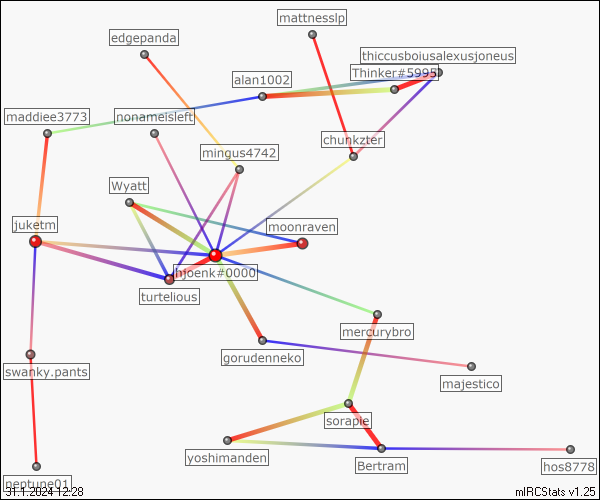 mattnesslp
edgepanda
thiccusboiusalexusjoneus
Thinker#5995
alan1002
maddiee3773
nonameisleft
chunkzter
mingus4742
Wyatt
juketm
moonraven
hjoenk#0000
turtelious
mercurybro
gorudenneko
swanky.pants
majestico
sorapie
yoshimanden
Bertram
hos8778
neptune01
31.1.2024 12:28
mIRCStats v1.25